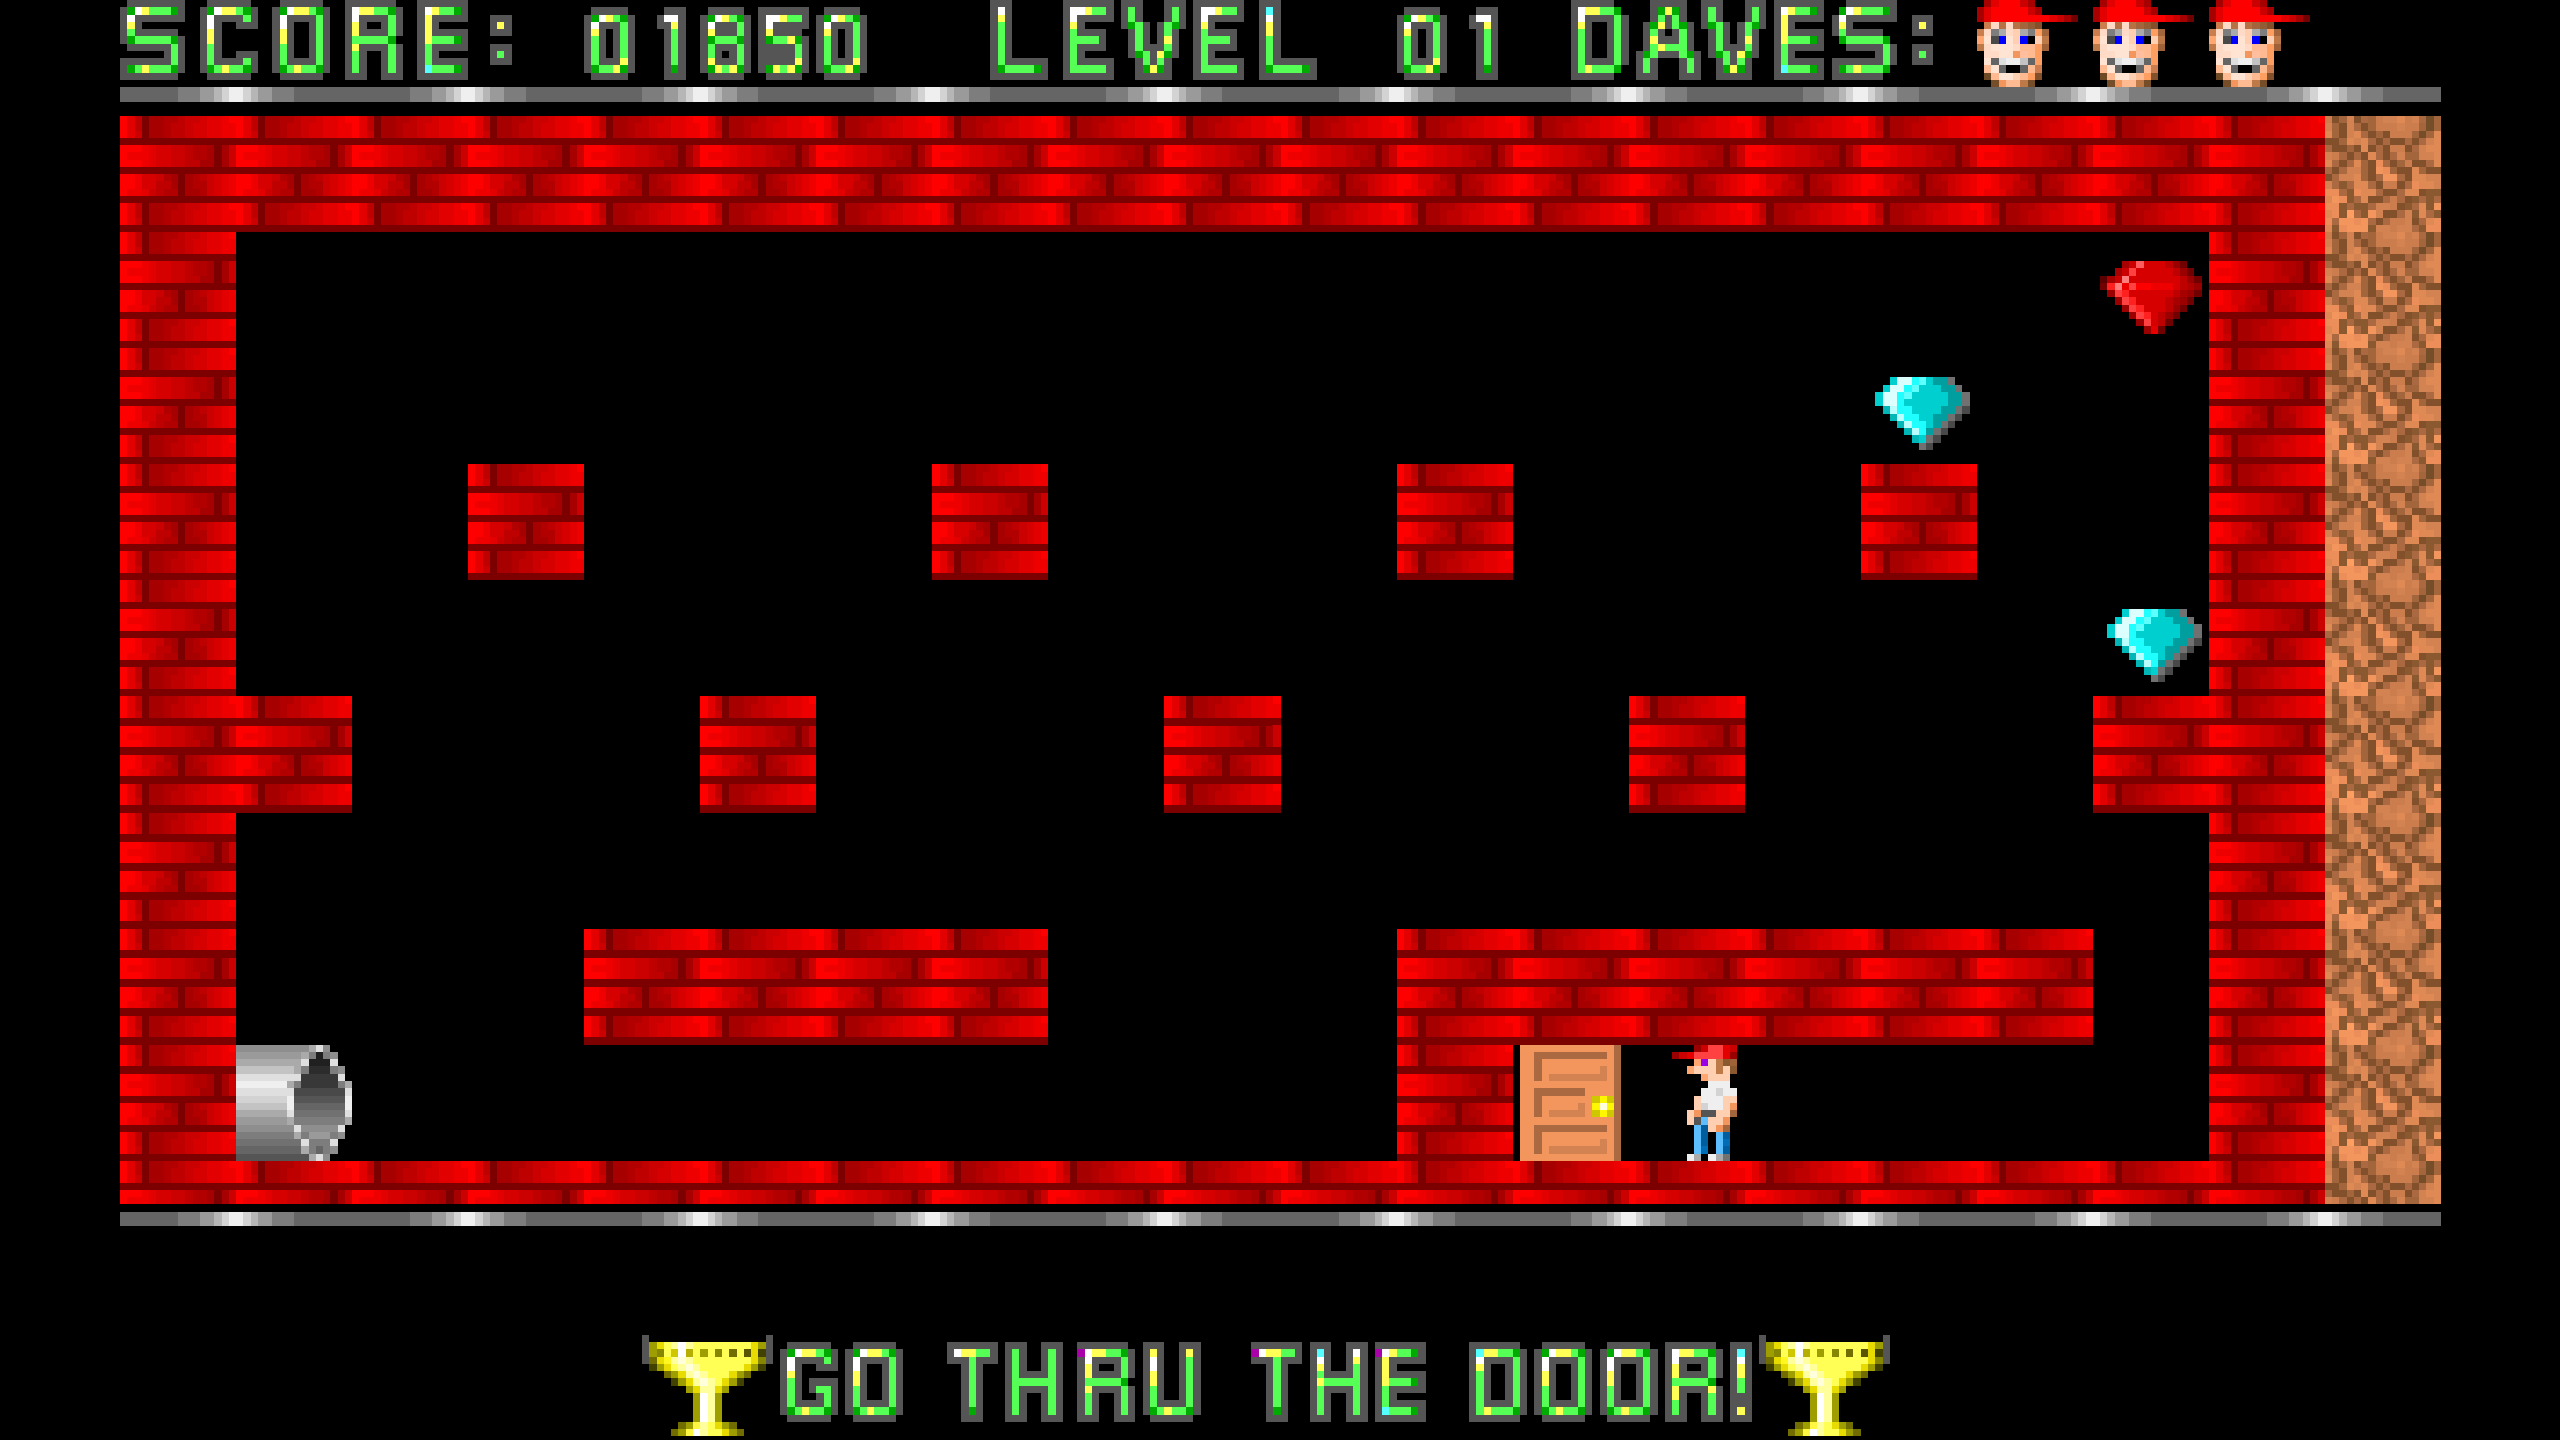 SCORE: 01850 LEVEL 01 DAVES:
GO THRU THE DOOR!